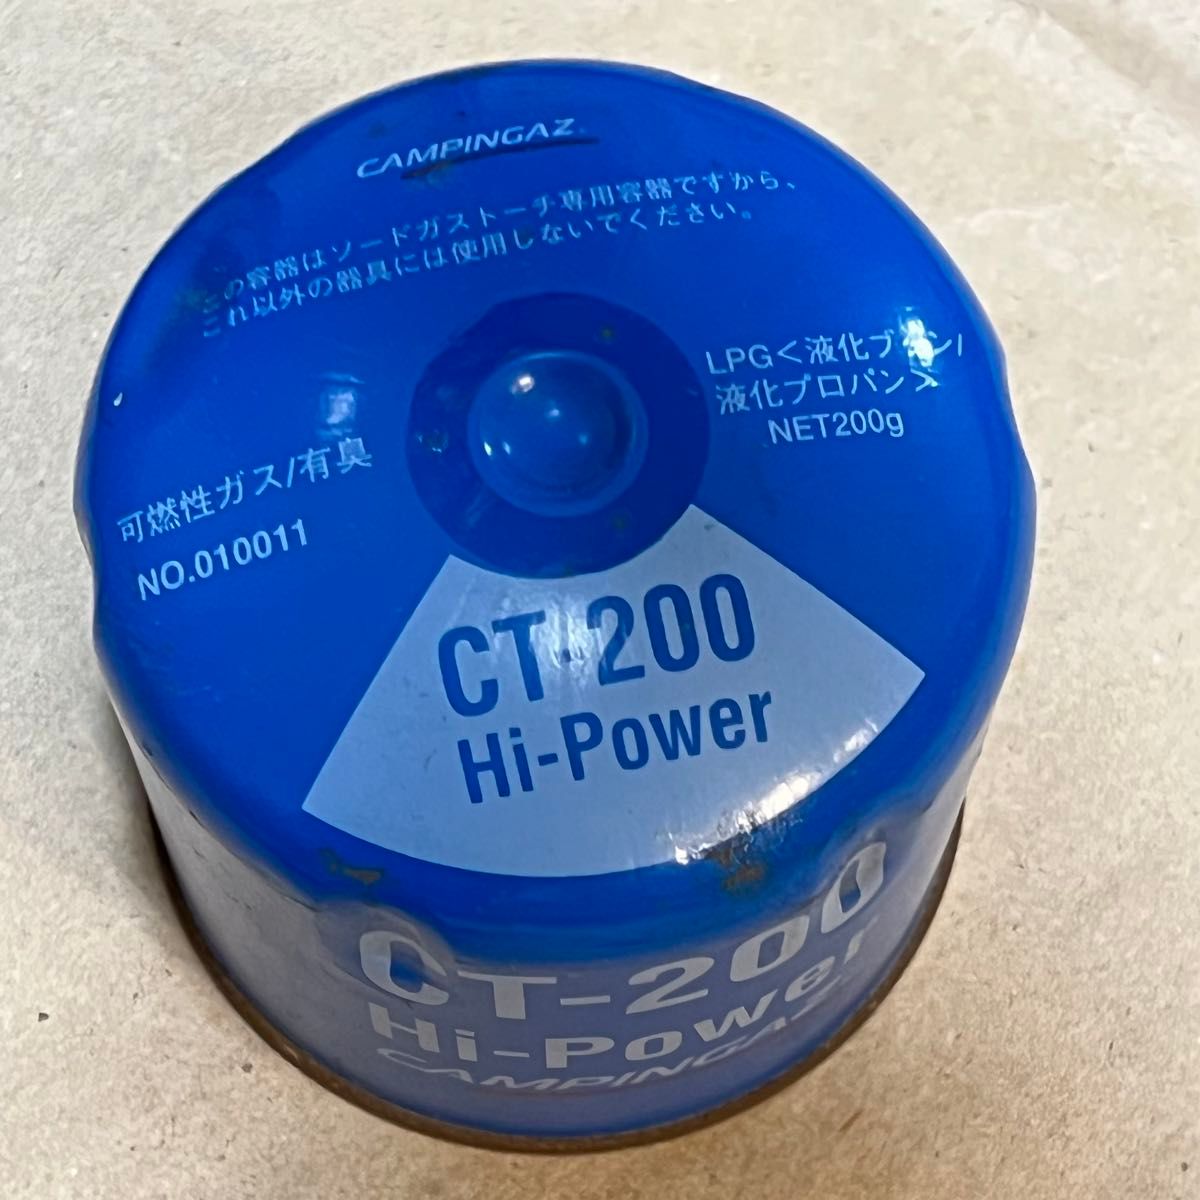 CAMPINGAZ
この容器はソードガストーチ専用容器ですから、
これ以外の器具には使用しないでください。
LPG<液化ブタン/
液化プロパン>
NET200g
可燃性ガス/有臭
NO.010011
CT-200
Hi-Power
CT-200
Hi-Power
CAMPINGAZ